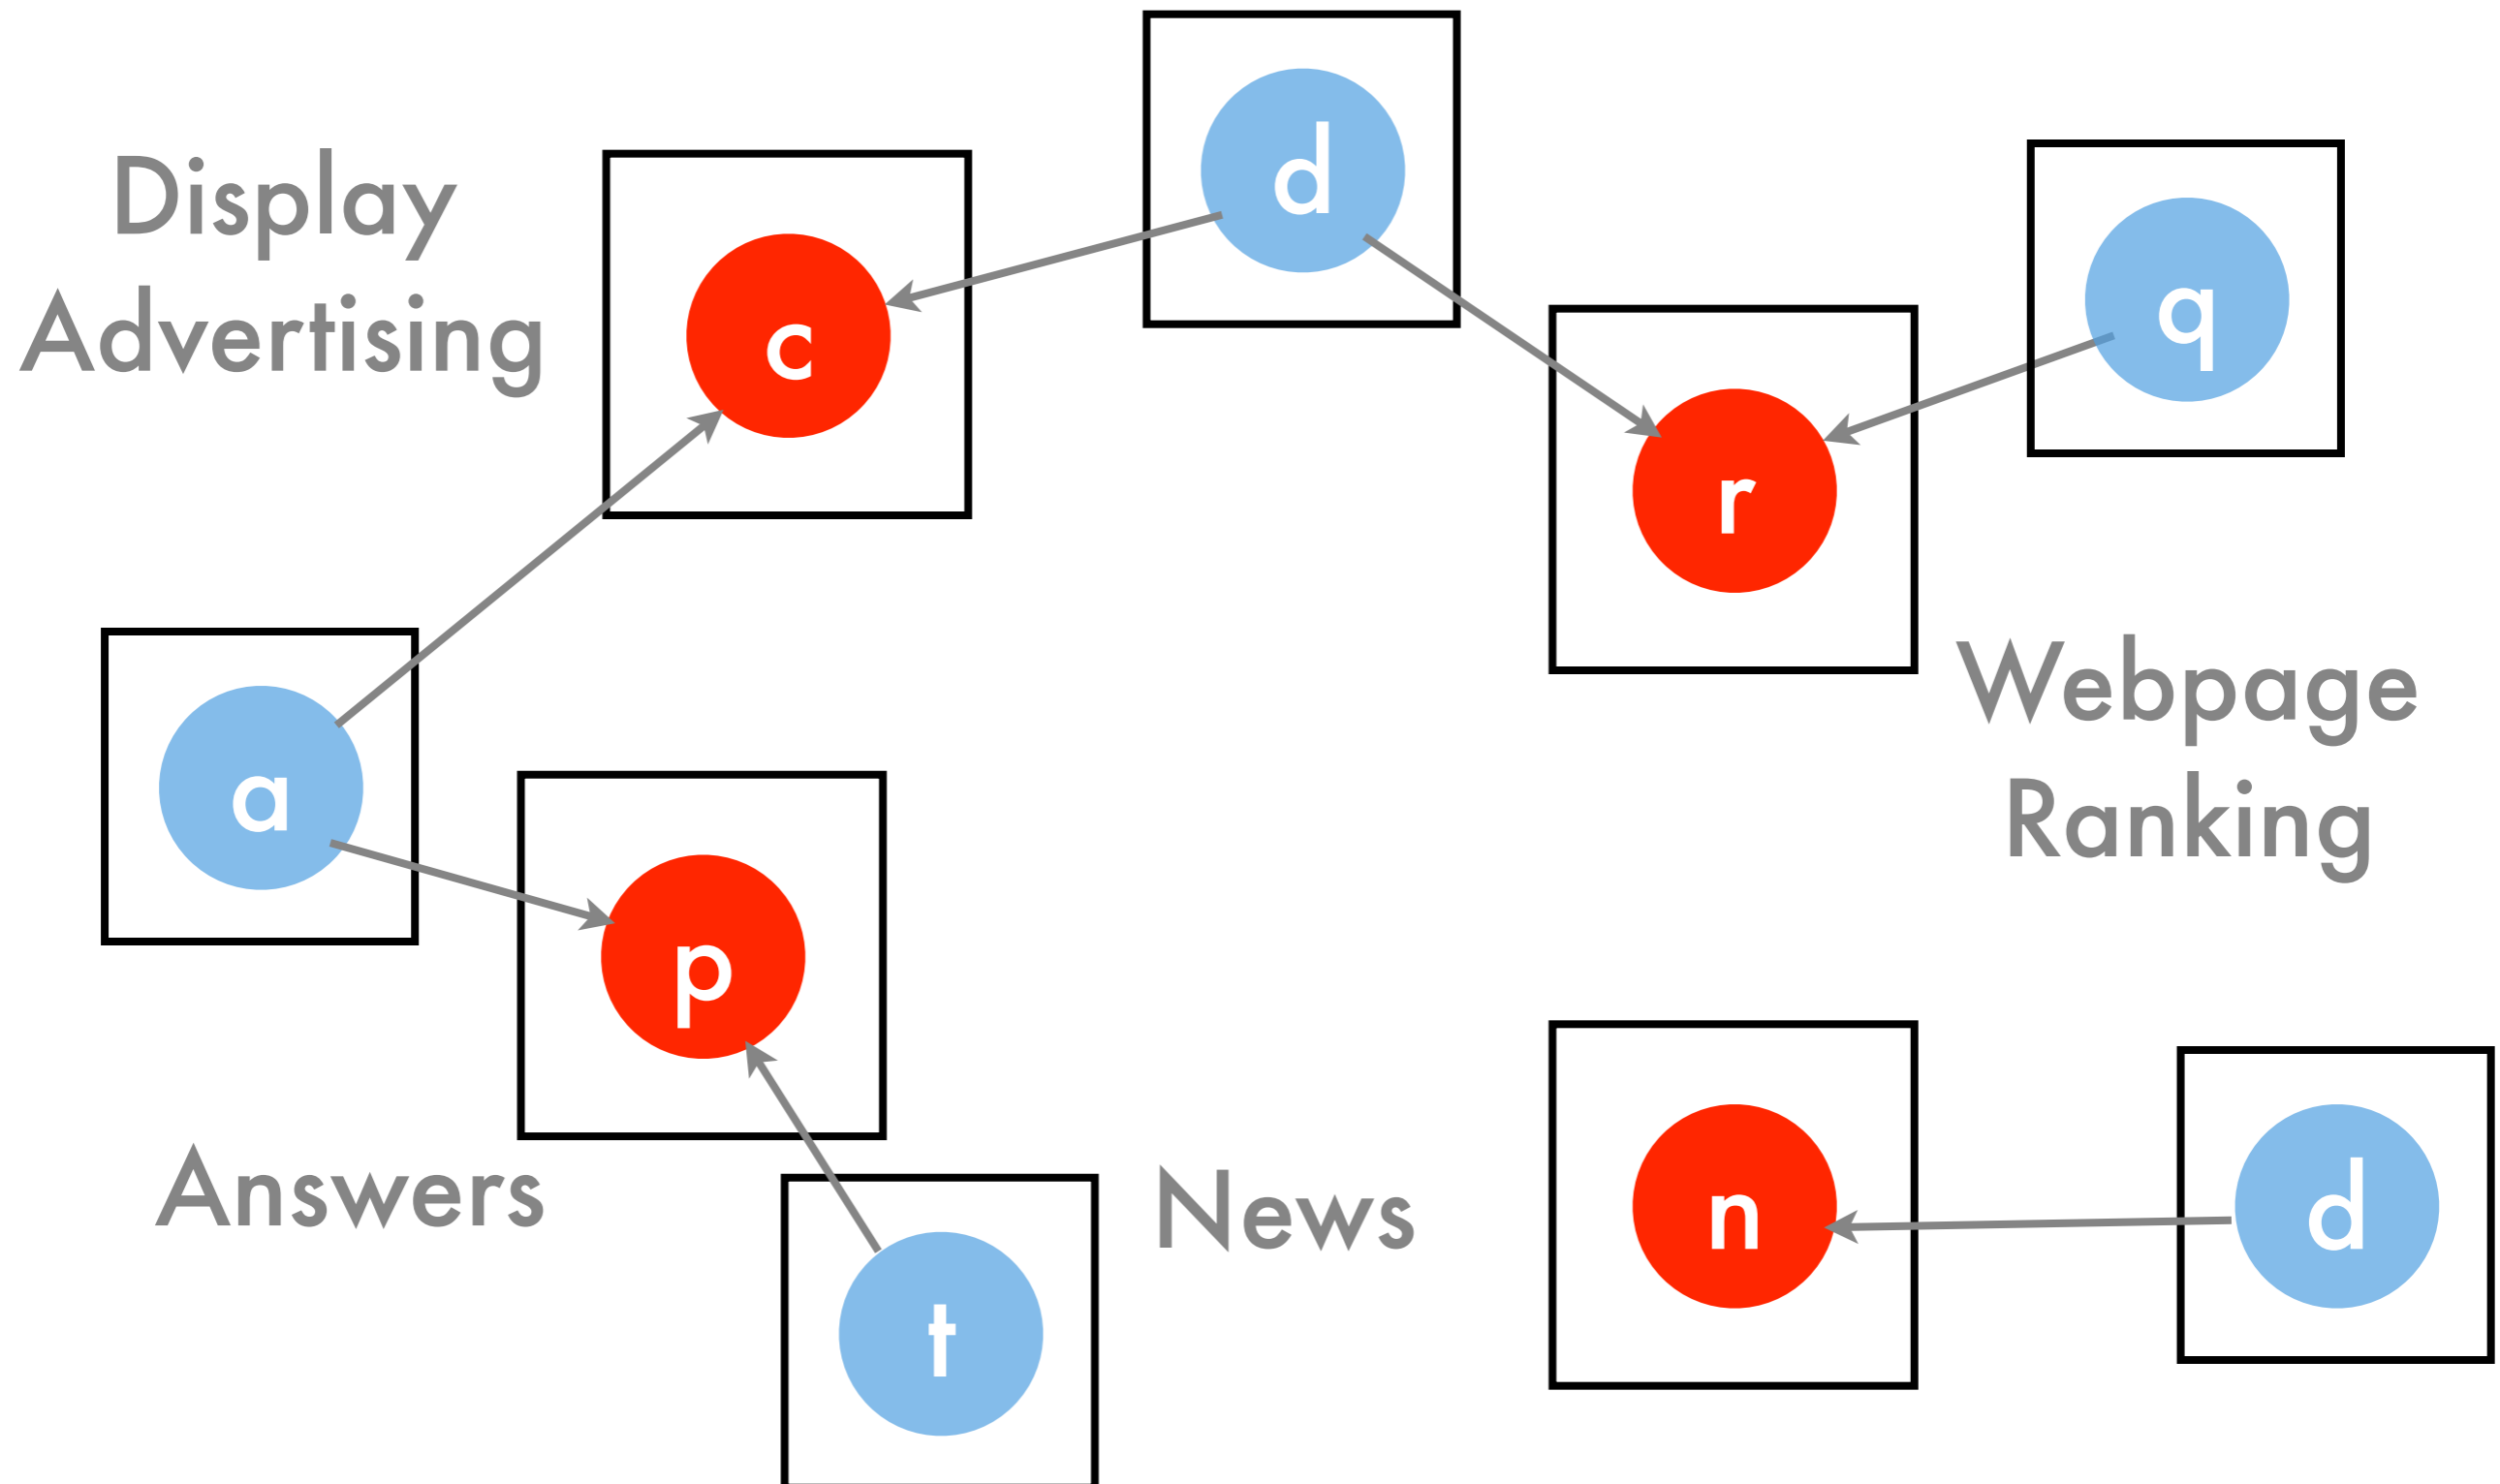 d
Display
Advertising
c
q
r
a
Webpage
Ranking
p
Answers
News
n
d
t